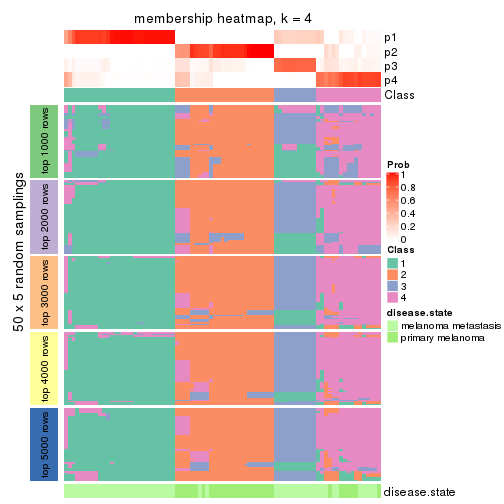 membership heatmap, k = 4
p1
p2
p3
p4
Class
50 x 5 random samplings
top 1000 rows
top 2000 rows
top 3000 rows
top 4000 rows
top 5000 rows
Prob
1
0.8
0.6
0.4
0.2
0
Class
1
2
3
4
disease.state
melanoma metastasis
primary melanoma
disease.state